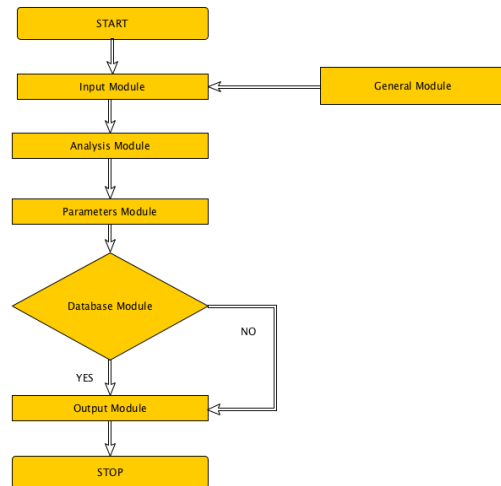 START
Input Module
General Module
Analysis Module
Parameters Module
Database Module
NO
YES
Output Module
STOP